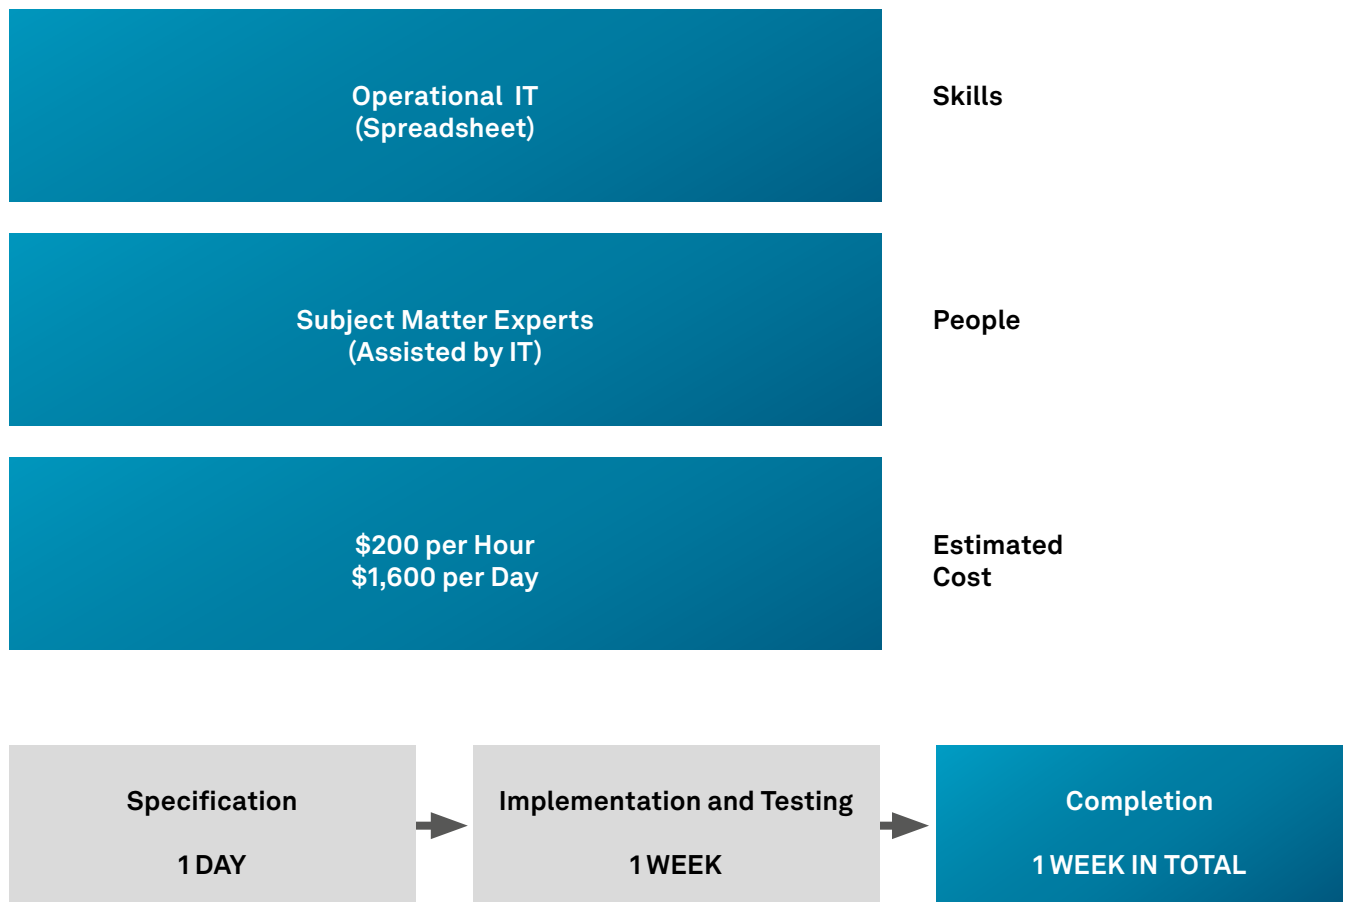 Operational IT
(Spreadsheet)
Skills
Subject Matter Experts
(Assisted by IT)
People
$200 per Hour
$1,600 per Day
Estimated
Cost
Specification
1 DAY
Implementation and Testing
1 WEEK
Completion
1 WEEK IN TOTAL